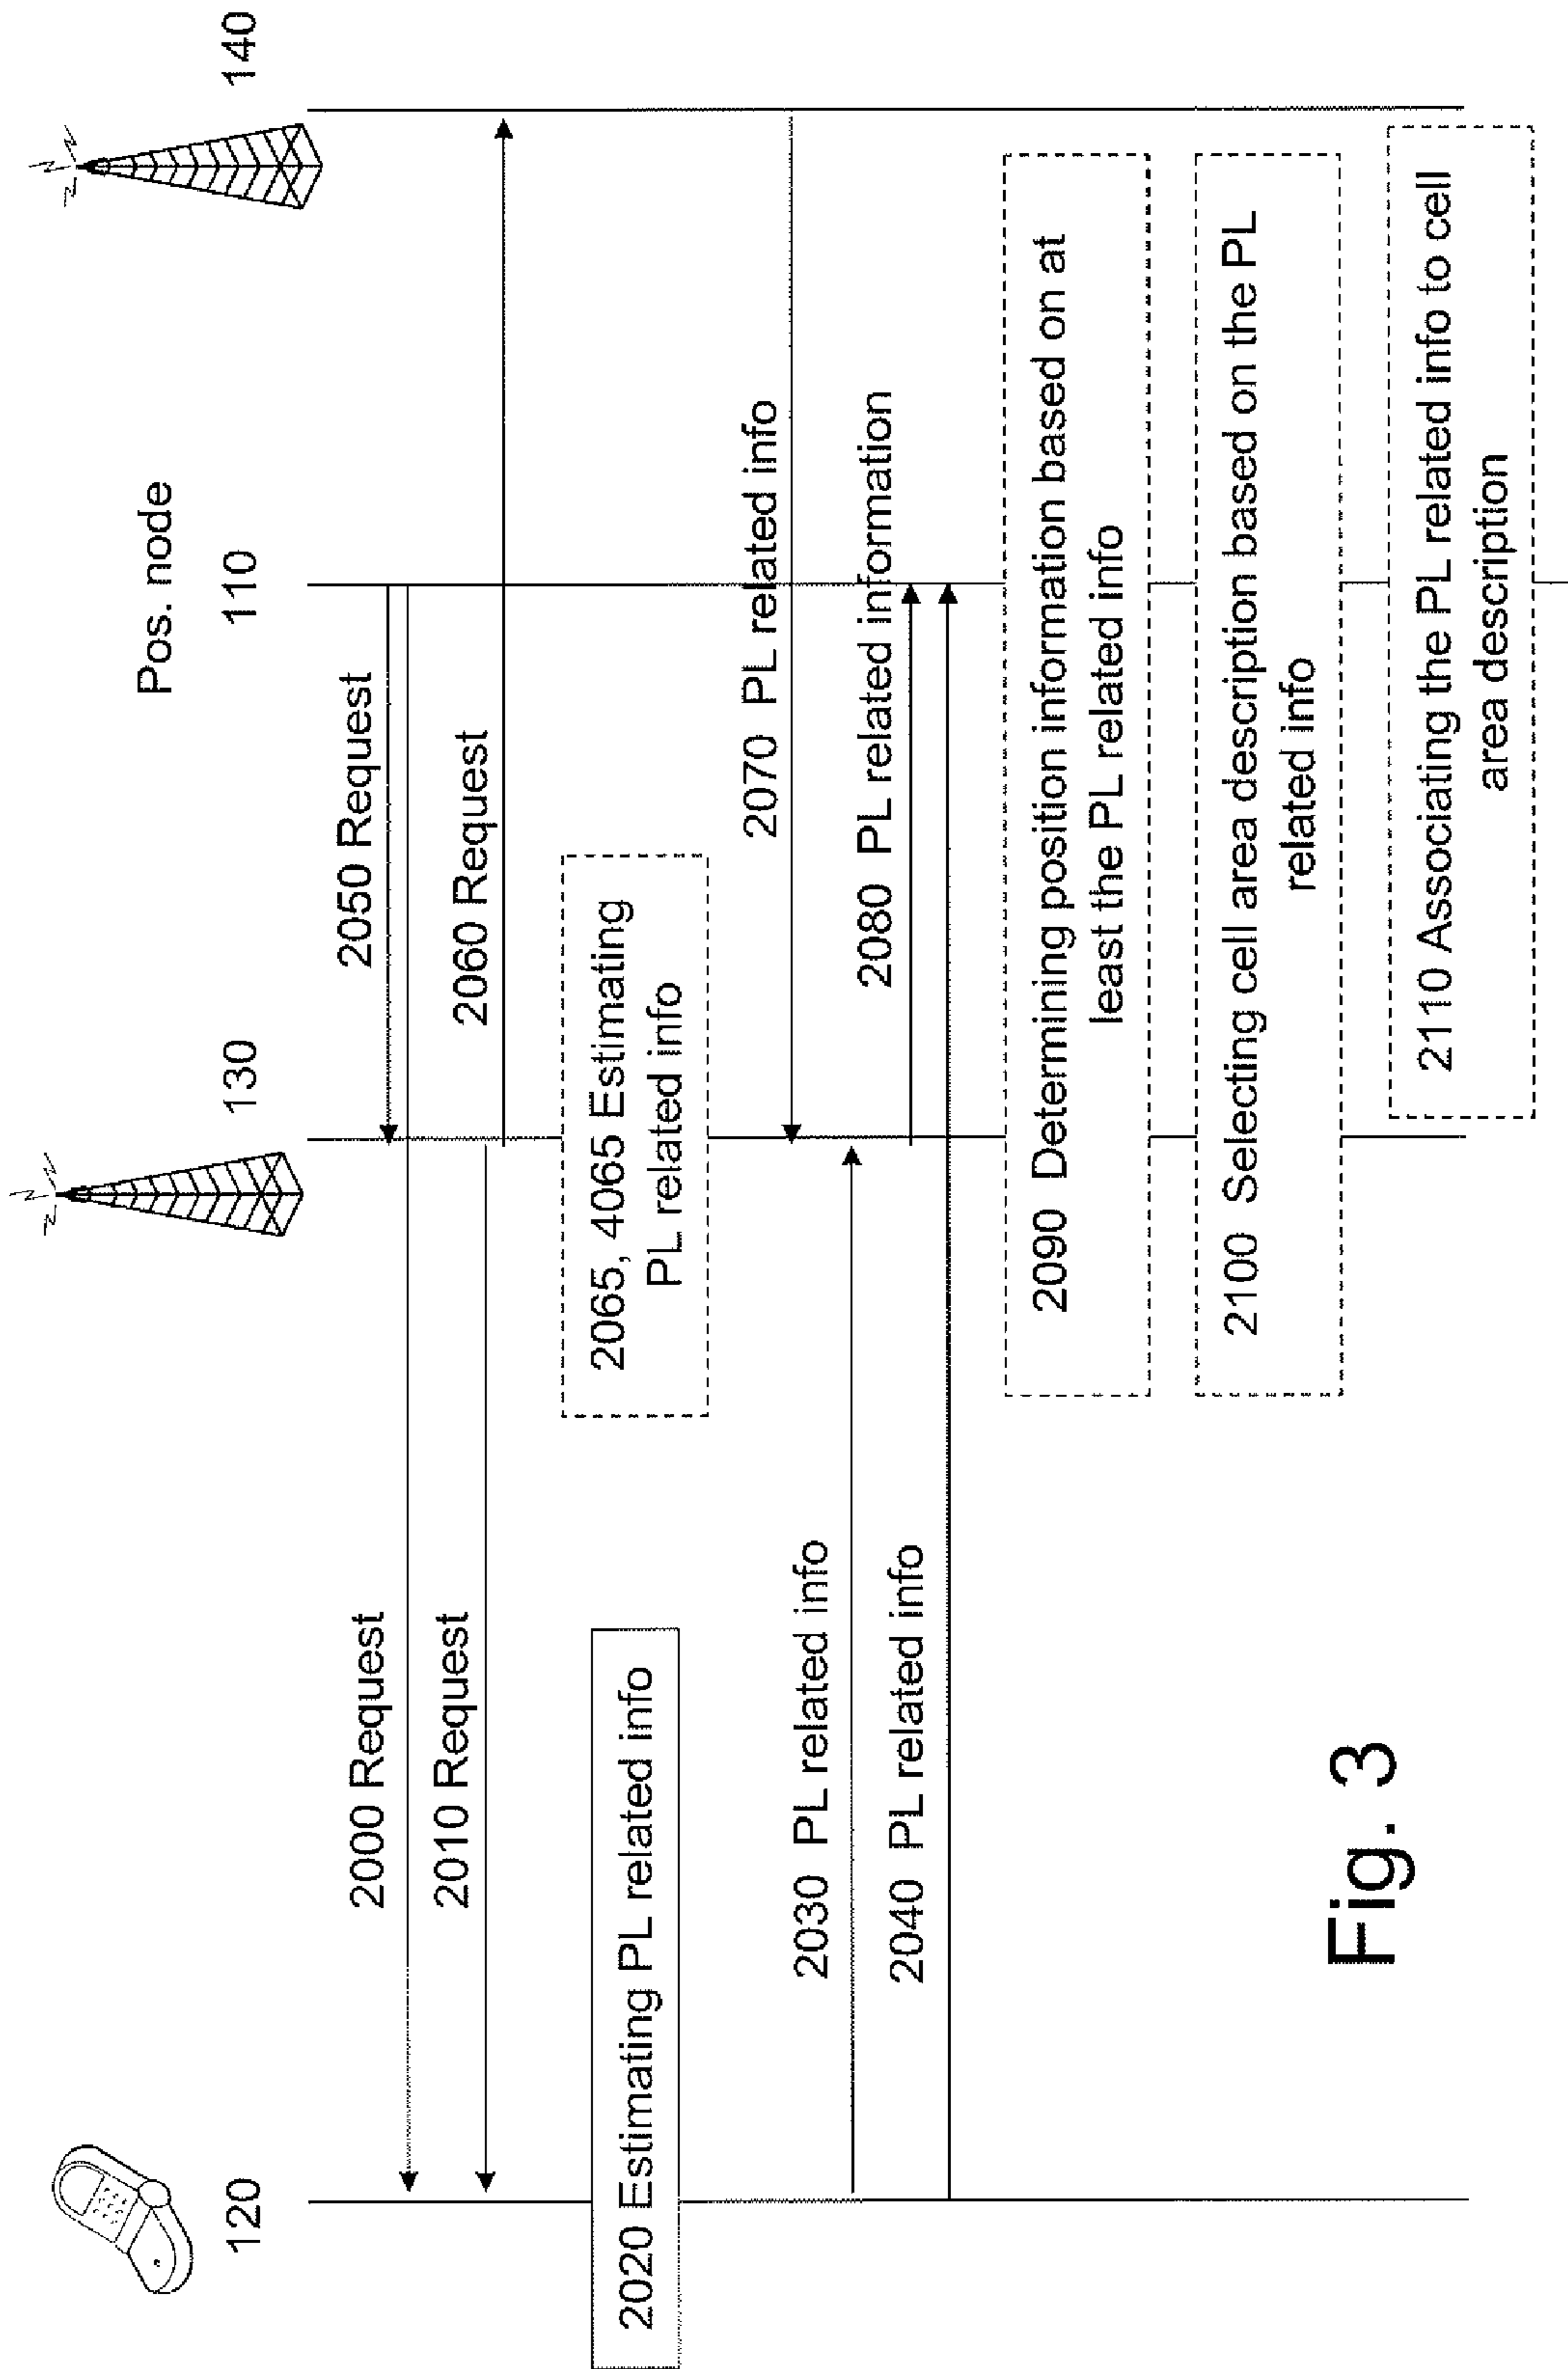 120
130
Pos. node
110
140
2000 Request
2050 Request
2010 Request
2060 Request
2020 Estimating PL related info
2065, 4065 Estimating
PL related info
2070 PL related info
2030 PL related info
2080 PL related information
2040 PL related info
2090 Determining position information based on at
least the PL related info
2100 Selecting cell area description based on the PL
related info
2110 Associating the PL related info to cell
area description
Fig. 3